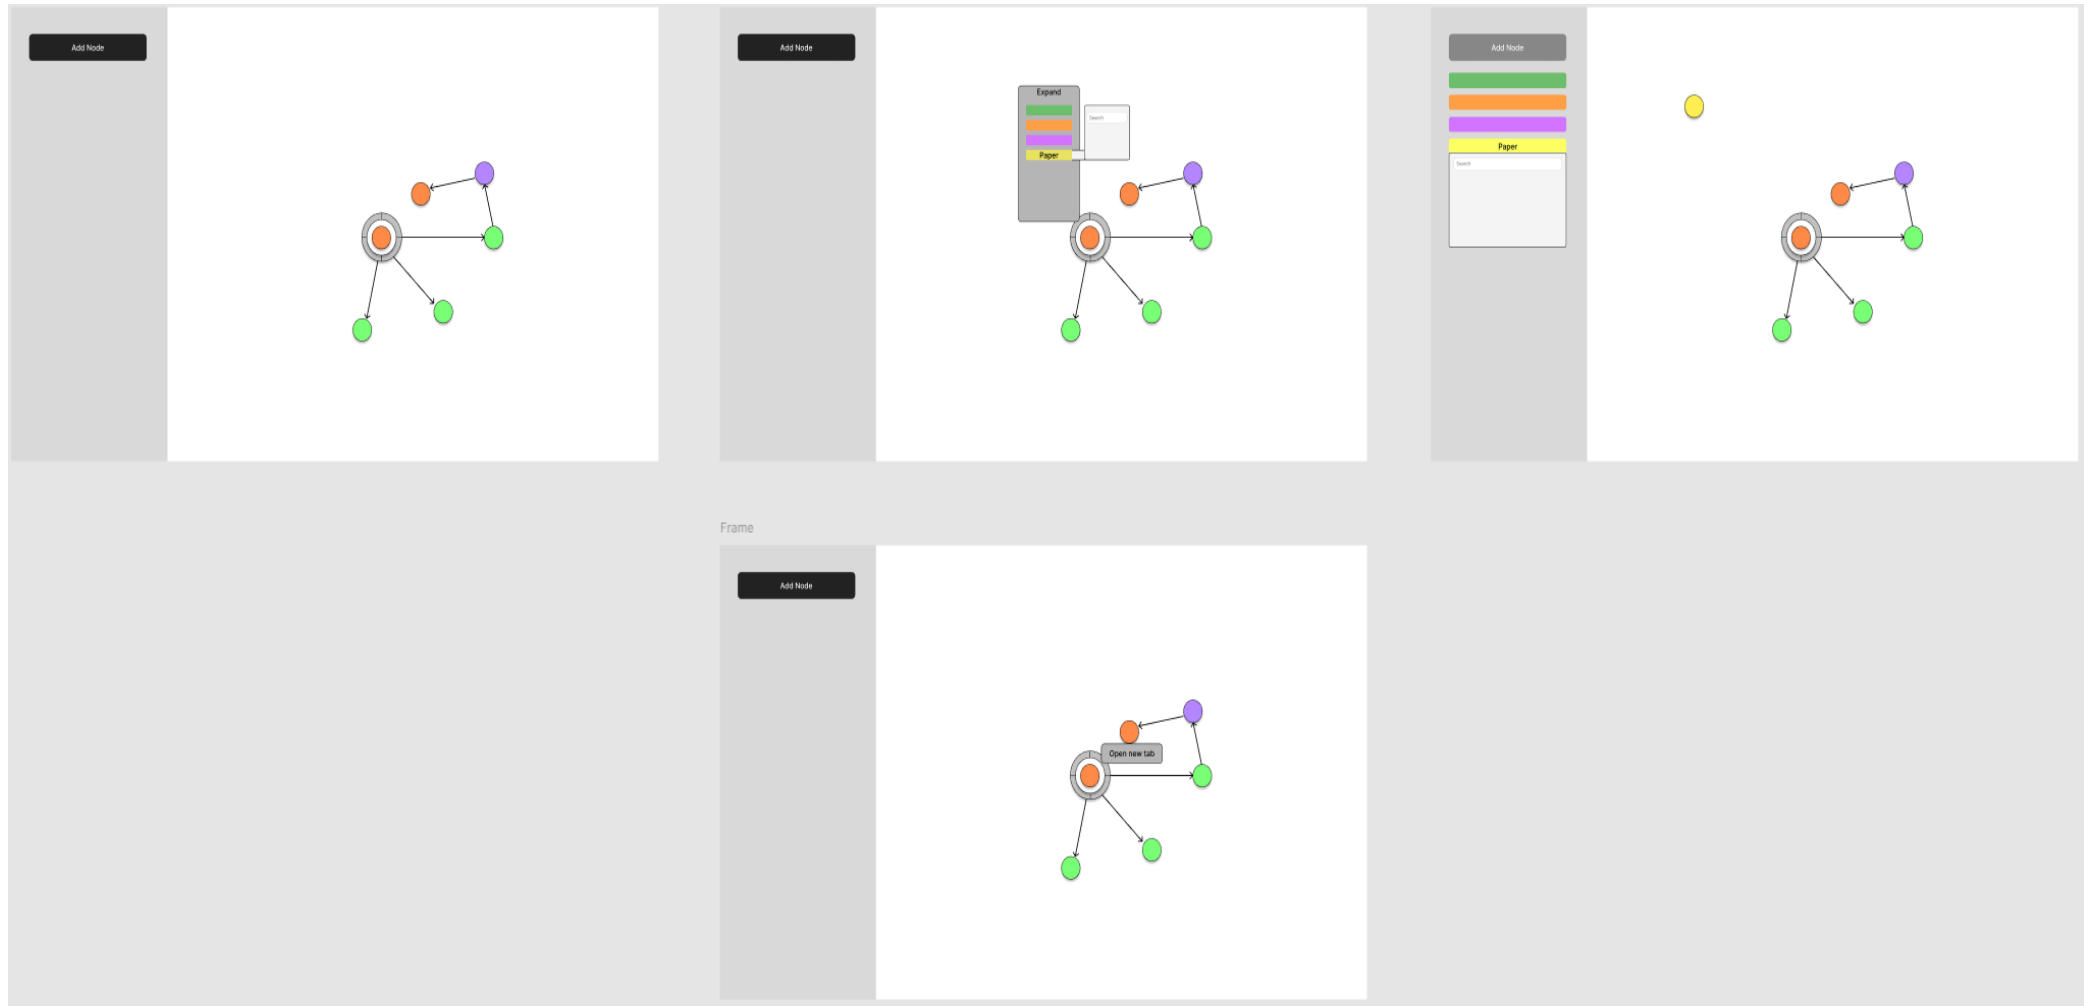 Add Node
Add Node
Expand
Search
Paper
Add Node
Paper
Search
Frame
Add Node
Open new tab